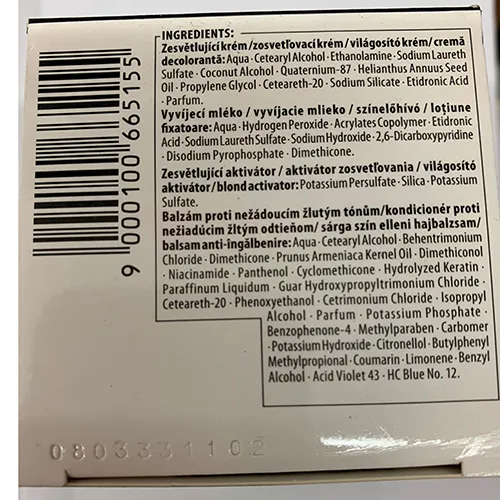 INGREDIENTS:
Zesvětlující krém/zosvetľovací krém/világosító krém/cremă
decolorantă: Aqua·Cetearyl Alcohol·Ethanolamine·Sodium Laureth
Sulfate·Coconut Alcohol·Quaternium-87·Helianthus Annuus Seed
Oil·Propylene Glycol·Ceteareth-20·Sodium Silicate·Etidronic Acid
·Parfum.
Vyvíjecí mléko/vyvíjacie mlieko/színelőhívó/loțiune
fixatoare: Aqua·Hydrogen Peroxide·Acrylates Copolymer·Etidronic
Acid·Sodium Laureth Sulfate·Sodium Hydroxide·2,6-Dicarboxypyridine
·Disodium Pyrophosphate·Dimethicone.
Zesvětlující aktivátor/aktivátor zosvetľovania/világosító
aktivátor/blond activator: Potassium Persulfate·Silica·Potassium
Sulfate.
Balzám proti nežádoucím žlutým tónům/kondicionér proti
nežiadúcim žltým odtieňom/sárga szín elleni hajbalzsam/
balsam anti-îngălbenire: Aqua·Cetearyl Alcohol·Behentrimonium
Chloride·Dimethicone·Prunus Armeniaca Kernel Oil·Dimethiconol
·Niacinamide·Panthenol·Cyclomethicone·Hydrolyzed Keratin·
Paraffinum Liquidum·Guar Hydroxypropyltrimonium Chloride·
Ceteareth-20·Phenoxyethanol·Cetrimonium Chloride·Isopropyl
Alcohol·Parfum·Potassium Phosphate·
Benzophenone-4·Methylparaben·Carbomer
·Potassium Hydroxide·Citronellol·Butylphenyl
Methylpropional·Coumarin·Limonene·Benzyl
Alcohol·Acid Violet 43·HC Blue No. 12.
9 000100 665155
0803331102